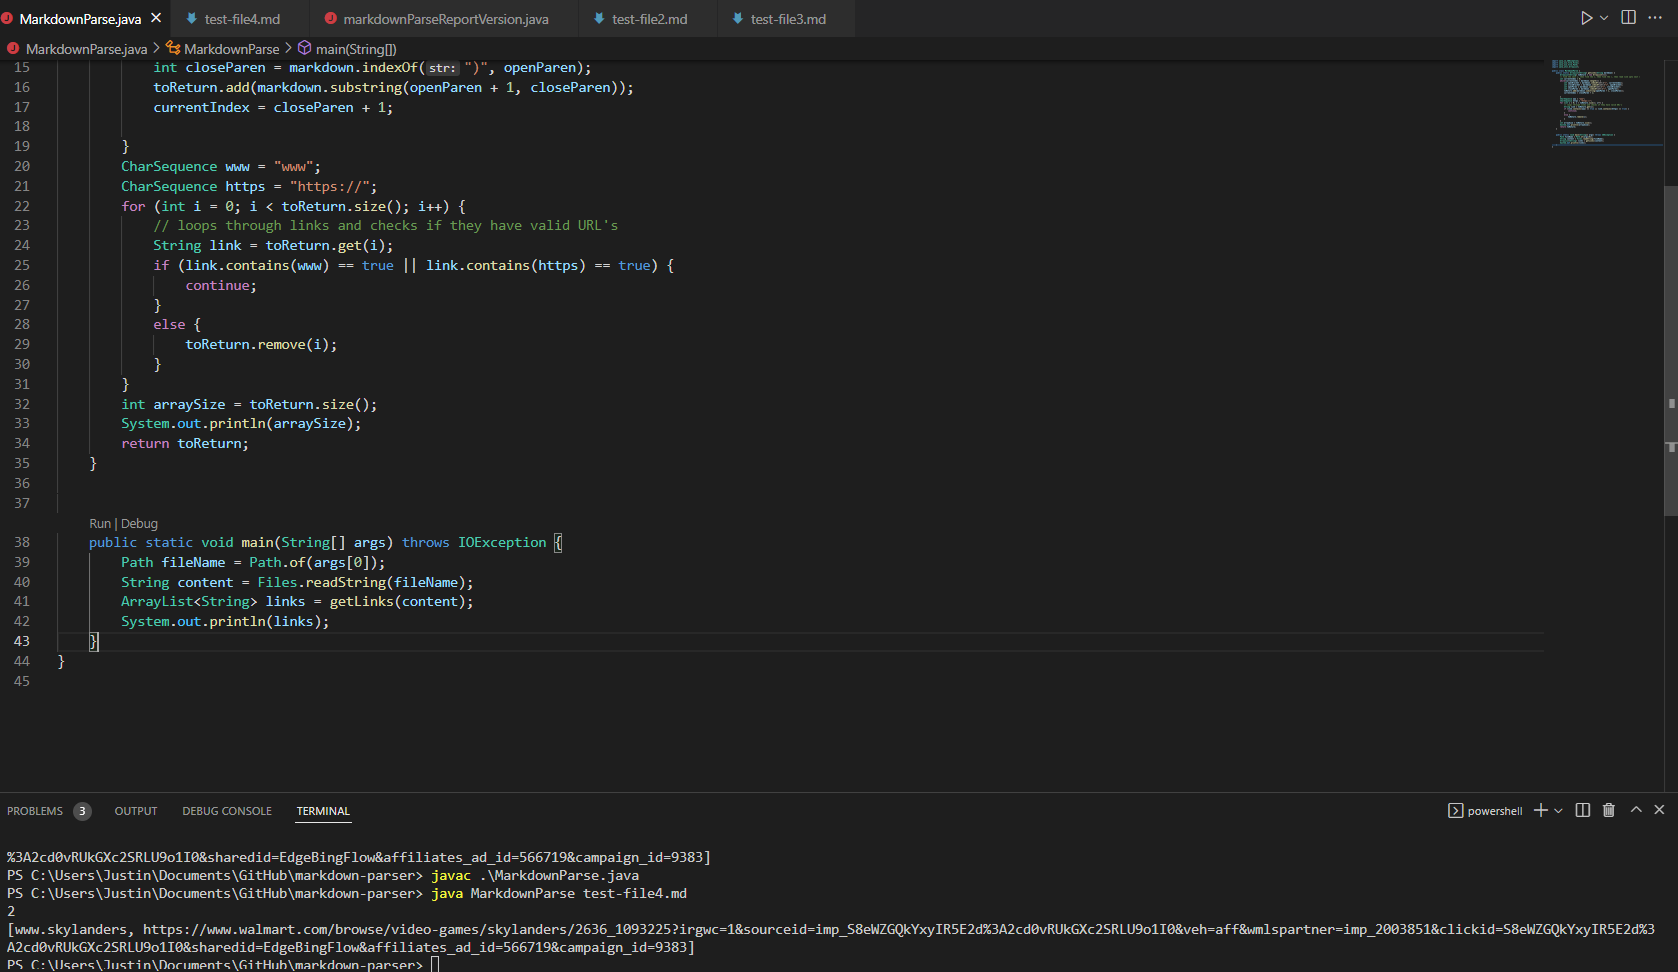 MarkdownParse.java test-file4.md markdownParseReportVersion.java test-file2.md test-file3.md
MarkdownParse.java > MarkdownParse > main(String[])
15 int closeParen = markdown.indexOf(str: ")", openParen);
16 toReturn.add(markdown.substring(openParen + 1, closeParen));
17 currentIndex = closeParen + 1;
18
19 }
20 CharSequence www = "www";
21 CharSequence https = "https://";
22 for (int i = 0; i < toReturn.size(); i++) {
23 // loops through links and checks if they have valid URL's
24 String link = toReturn.get(i);
25 if (link.contains(www) == true || link.contains(https) == true) {
26 continue;
27 }
28 else {
29 toReturn.remove(i);
30 }
31 }
32 int arraySize = toReturn.size();
33 System.out.println(arraySize);
34 return toReturn;
35 }
36
37
Run | Debug
38 public static void main(String[] args) throws IOException {
39 Path fileName = Path.of(args[0]);
40 String content = Files.readString(fileName);
41 ArrayList<String> links = getLinks(content);
42 System.out.println(links);
43 }
44 }
45
PROBLEMS 3 OUTPUT DEBUG CONSOLE TERMINAL powershell
%3A2cd0vRUkGXc2SRLU9o1I0&sharedid=EdgeBingFlow&affiliates_ad_id=566719&campaign_id=9383]
PS C:\Users\Justin\Documents\GitHub\markdown-parser> javac .\MarkdownParse.java
PS C:\Users\Justin\Documents\GitHub\markdown-parser> java MarkdownParse test-file4.md
2
[www.skylanders, https://www.walmart.com/browse/video-games/skylanders/2636_1093225?irgwc=1&sourceid=imp_S8eWZGQkYxyIR5E2d%3A2cd0vRUkGXc2SRLU9o1I0&veh=aff&wmlspartner=imp_2003851&clickid=S8eWZGQkYxyIR5E2d%3
A2cd0vRUkGXc2SRLU9o1I0&sharedid=EdgeBingFlow&affiliates_ad_id=566719&campaign_id=9383]
PS C:\Users\Justin\Documents\GitHub\markdown-parser>